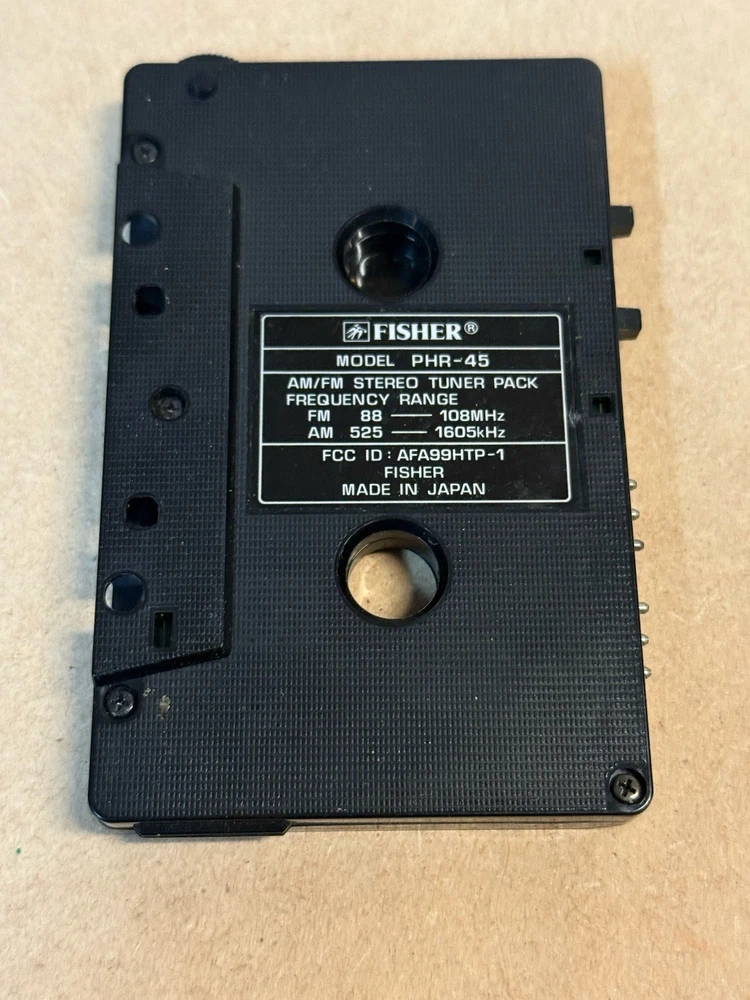 FISHER®
MODEL PHR-45
AM/FM STEREO TUNER PACK
FREQUENCY RANGE
FM 88 — 108MHz
AM 525 — 1605kHz
FCC ID: AFA99HTP-1
FISHER
MADE IN JAPAN